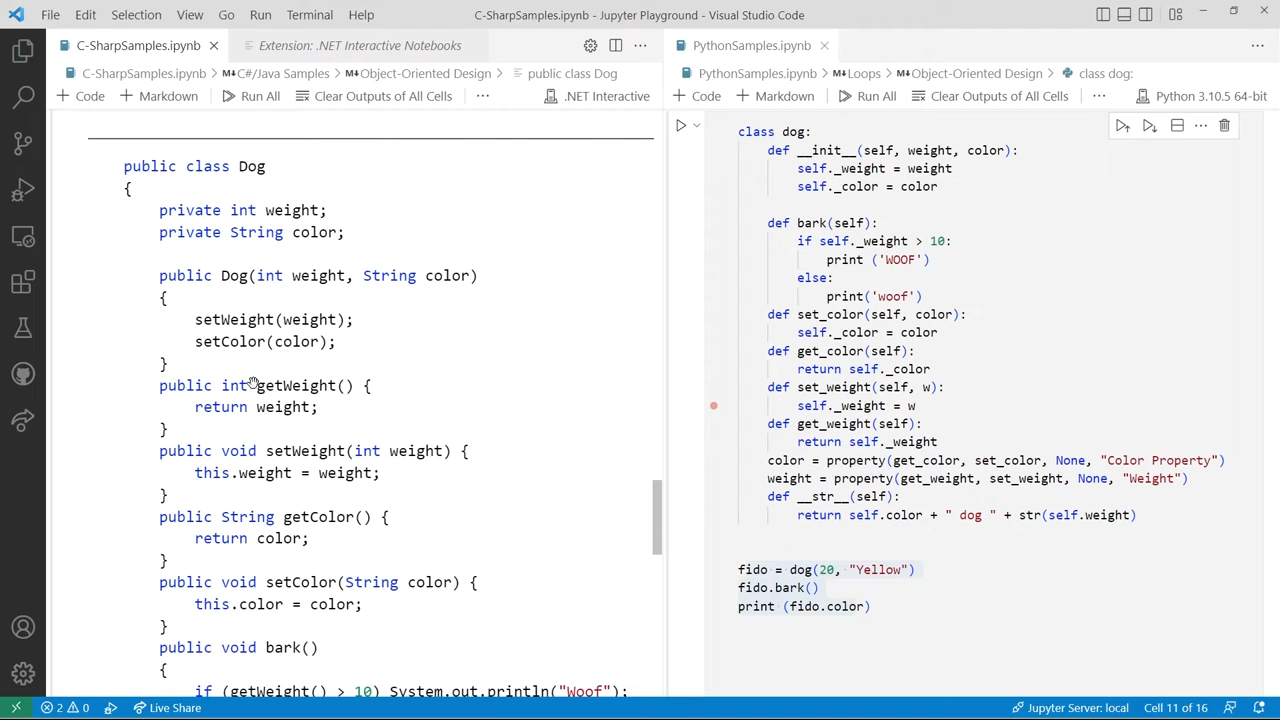 File Edit Selection View Go Run Terminal Help C-SharpSamples.ipynb - Jupyter Playground - Visual Studio Code
C-SharpSamples.ipynb Extension: .NET Interactive Notebooks
C-SharpSamples.ipynb > M↓C#/Java Samples > M↓Object-Oriented Design > public class Dog
+ Code + Markdown Run All Clear Outputs of All Cells ... .NET Interactive
public class Dog
{
private int weight;
private String color;
public Dog(int weight, String color)
{
setWeight(weight);
setColor(color);
}
public int getWeight() {
return weight;
}
public void setWeight(int weight) {
this.weight = weight;
}
public String getColor() {
return color;
}
public void setColor(String color) {
this.color = color;
}
public void bark()
{
if (getWeight() > 10) System.out.println("Woof");
PythonSamples.ipynb
PythonSamples.ipynb > M↓Loops > M↓Object-Oriented Design > class dog:
+ Code + Markdown Run All Clear Outputs of All Cells ... Python 3.10.5 64-bit
class dog:
def __init__(self, weight, color):
self._weight = weight
self._color = color
def bark(self):
if self._weight > 10:
print ('WOOF')
else:
print('woof')
def set_color(self, color):
self._color = color
def get_color(self):
return self._color
def set_weight(self, w):
self._weight = w
def get_weight(self):
return self._weight
color = property(get_color, set_color, None, "Color Property")
weight = property(get_weight, set_weight, None, "Weight")
def __str__(self):
return self.color + " dog " + str(self.weight)
fido = dog(20, "Yellow")
fido.bark()
print (fido.color)
2 0 Live Share Jupyter Server: local Cell 11 of 16